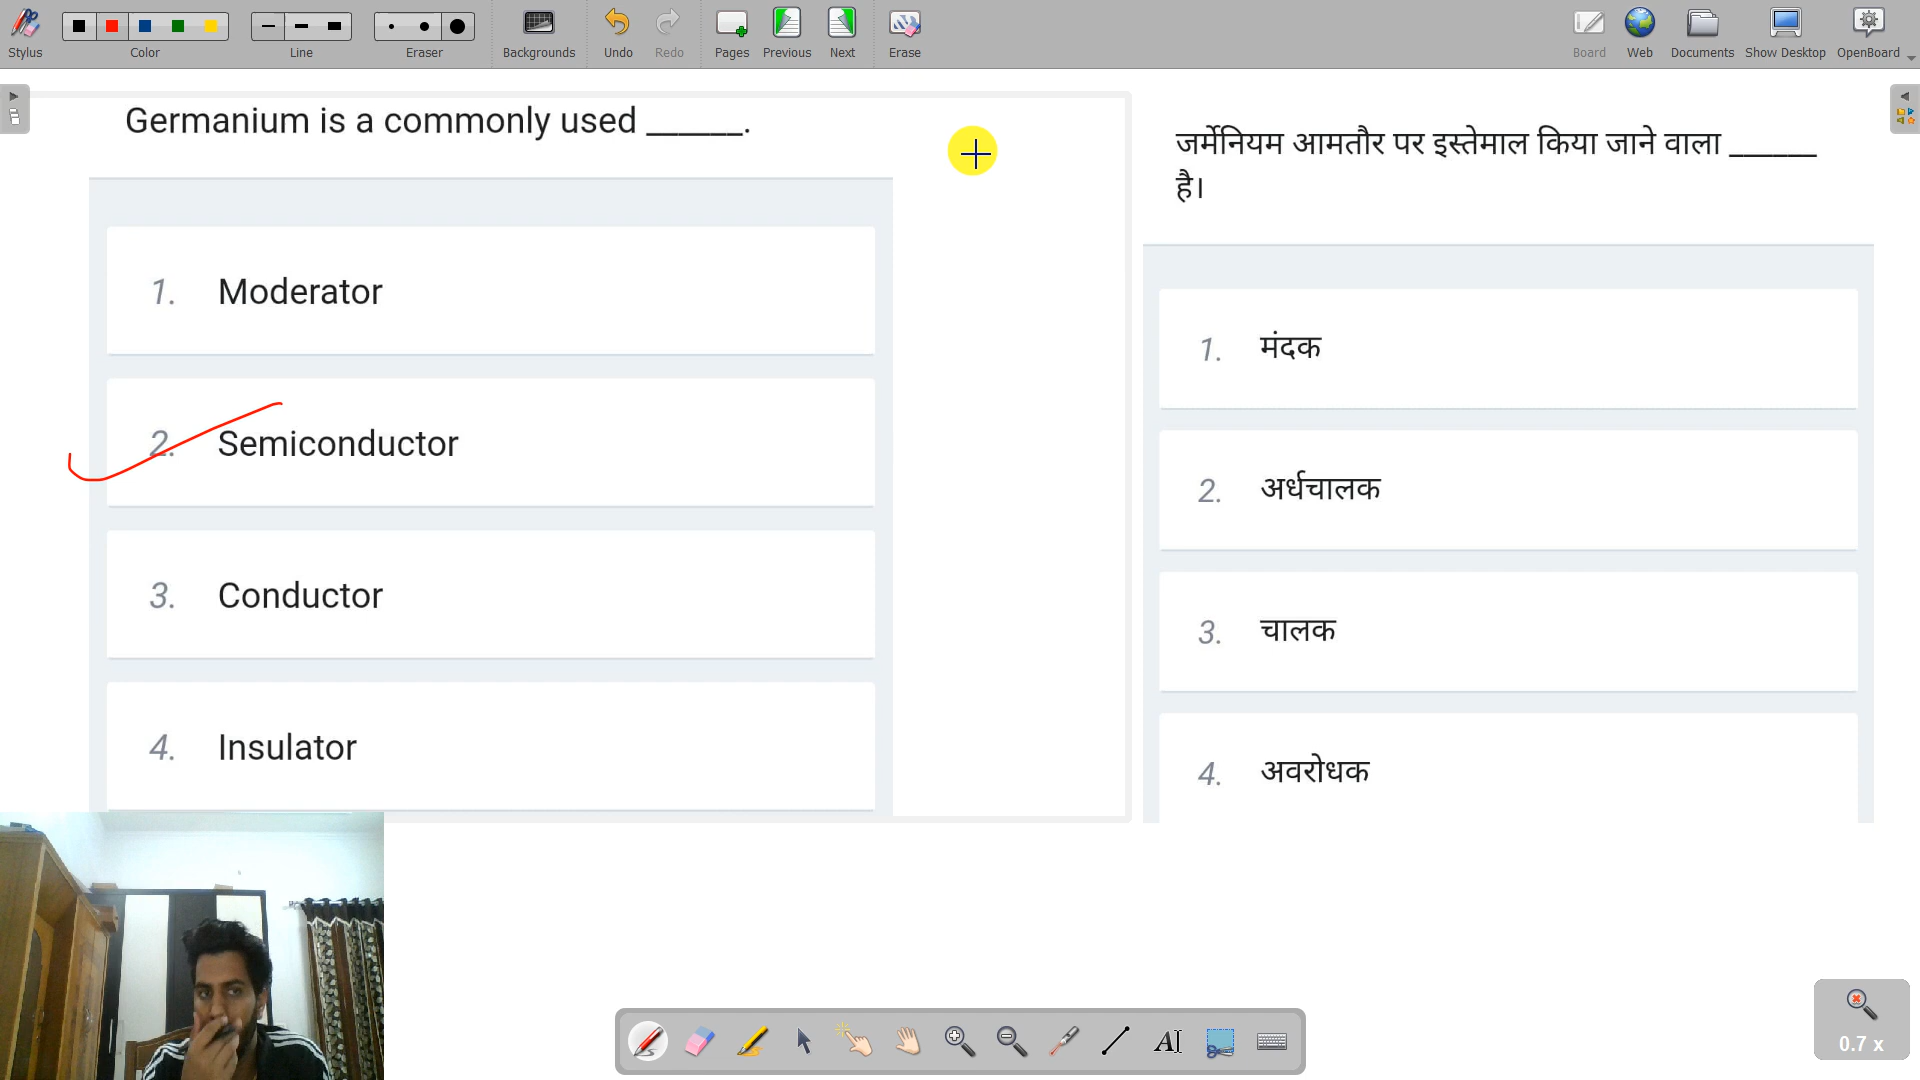 Stylus
Color
Line
Eraser
Backgrounds
Undo
Redo
Pages
Previous
Next
Erase
Board
Web
Documents
Show Desktop
OpenBoard
Germanium is a commonly used ______.
1. Moderator
2. Semiconductor
3. Conductor
4. Insulator
जर्मेनियम आमतौर पर इस्तेमाल किया जाने वाला ______
है।
1. मंदक
2. अर्धचालक
3. चालक
4. अवरोधक
0.7 x